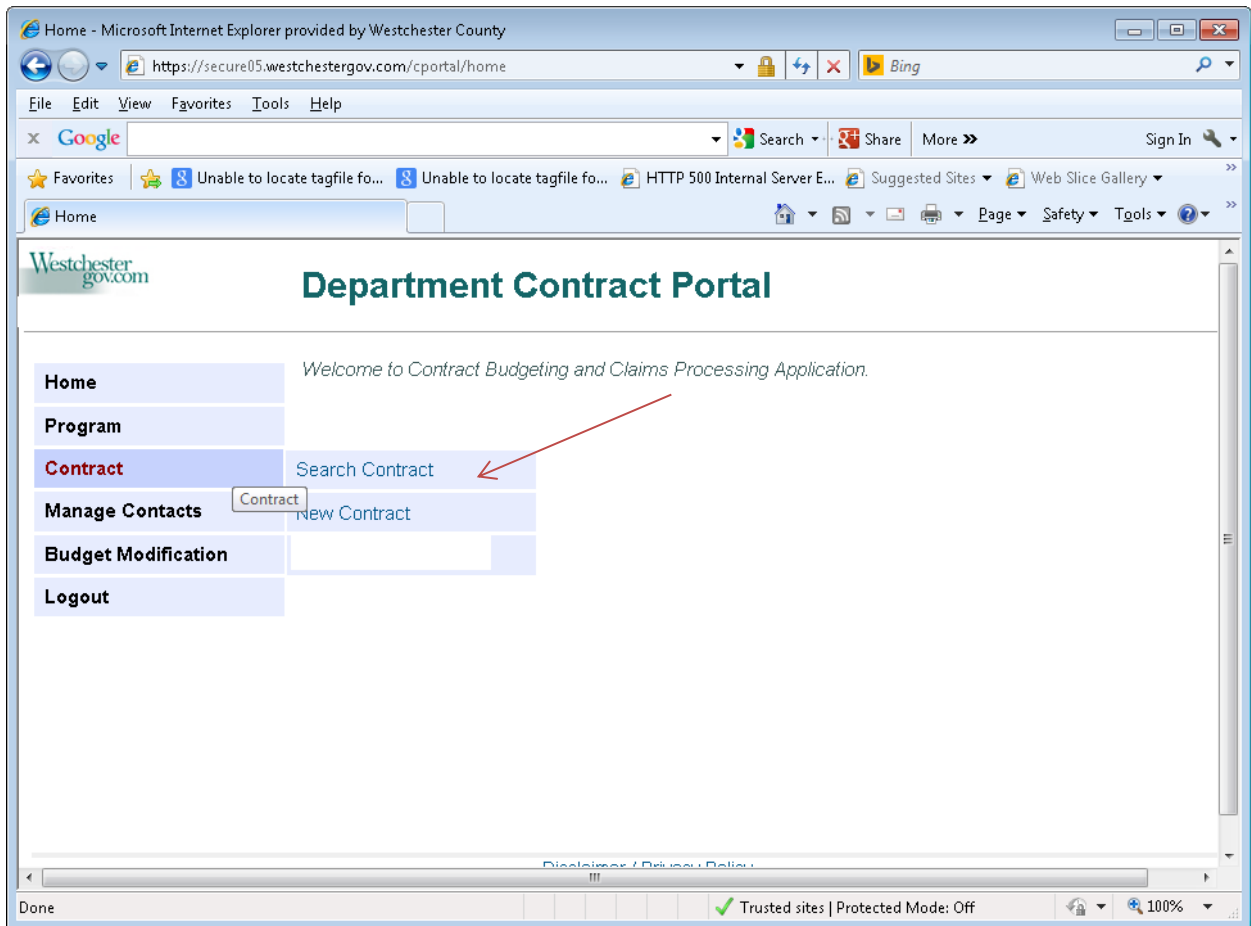 Home - Microsoft Internet Explorer provided by Westchester County
https://secure05.westchestergov.com/cportal/home
Bing
File Edit View Favorites Tools Help
x Google Search Share More >> Sign In
Favorites Unable to locate tagfile fo... Unable to locate tagfile fo... HTTP 500 Internal Server E... Suggested Sites Web Slice Gallery
Home Page Safety Tools
Westchester
gov.com
Department Contract Portal
Welcome to Contract Budgeting and Claims Processing Application.
Home
Program
Contract Search Contract
Contract
Manage Contacts New Contract
Budget Modification
Logout
Disclaimer / Privacy Policy
Done Trusted sites | Protected Mode: Off 100%